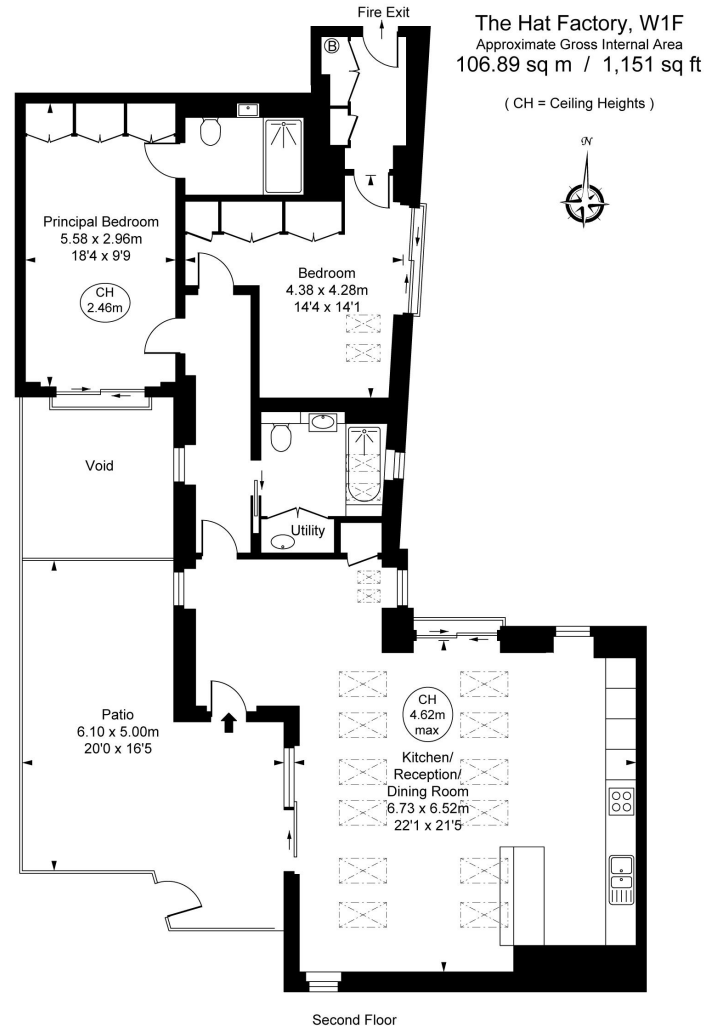 Fire Exit
The Hat Factory, W1F
Approximate Gross Internal Area
106.89 sq m / 1,151 sq ft
( CH = Ceiling Heights )
N
B
Principal Bedroom
5.58 x 2.96m
18'4 x 9'9
CH
2.46m
Bedroom
4.38 x 4.28m
14'4 x 14'1
Void
Utility
Patio
6.10 x 5.00m
20'0 x 16'5
CH
4.62m
max
Kitchen/
Reception/
Dining Room
6.73 x 6.52m
22'1 x 21'5
Second Floor